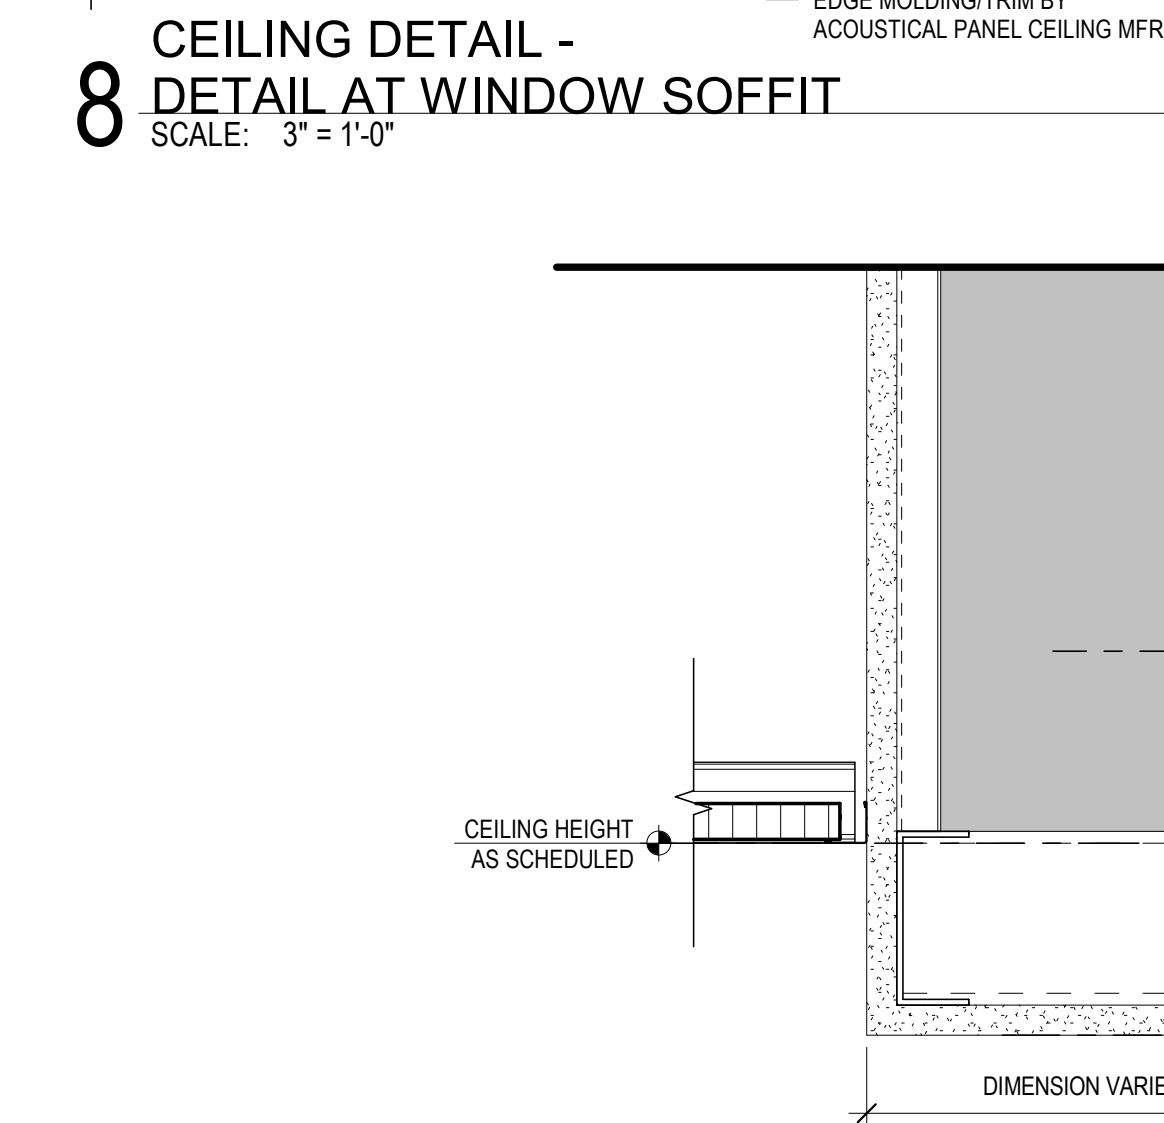 EDGE MOLDING/TRIM BY
ACOUSTICAL PANEL CEILING MFR
CEILING DETAIL -
8 DETAIL AT WINDOW SOFFIT
SCALE: 3" = 1'-0"
CEILING HEIGHT
AS SCHEDULED
DIMENSION VARIE